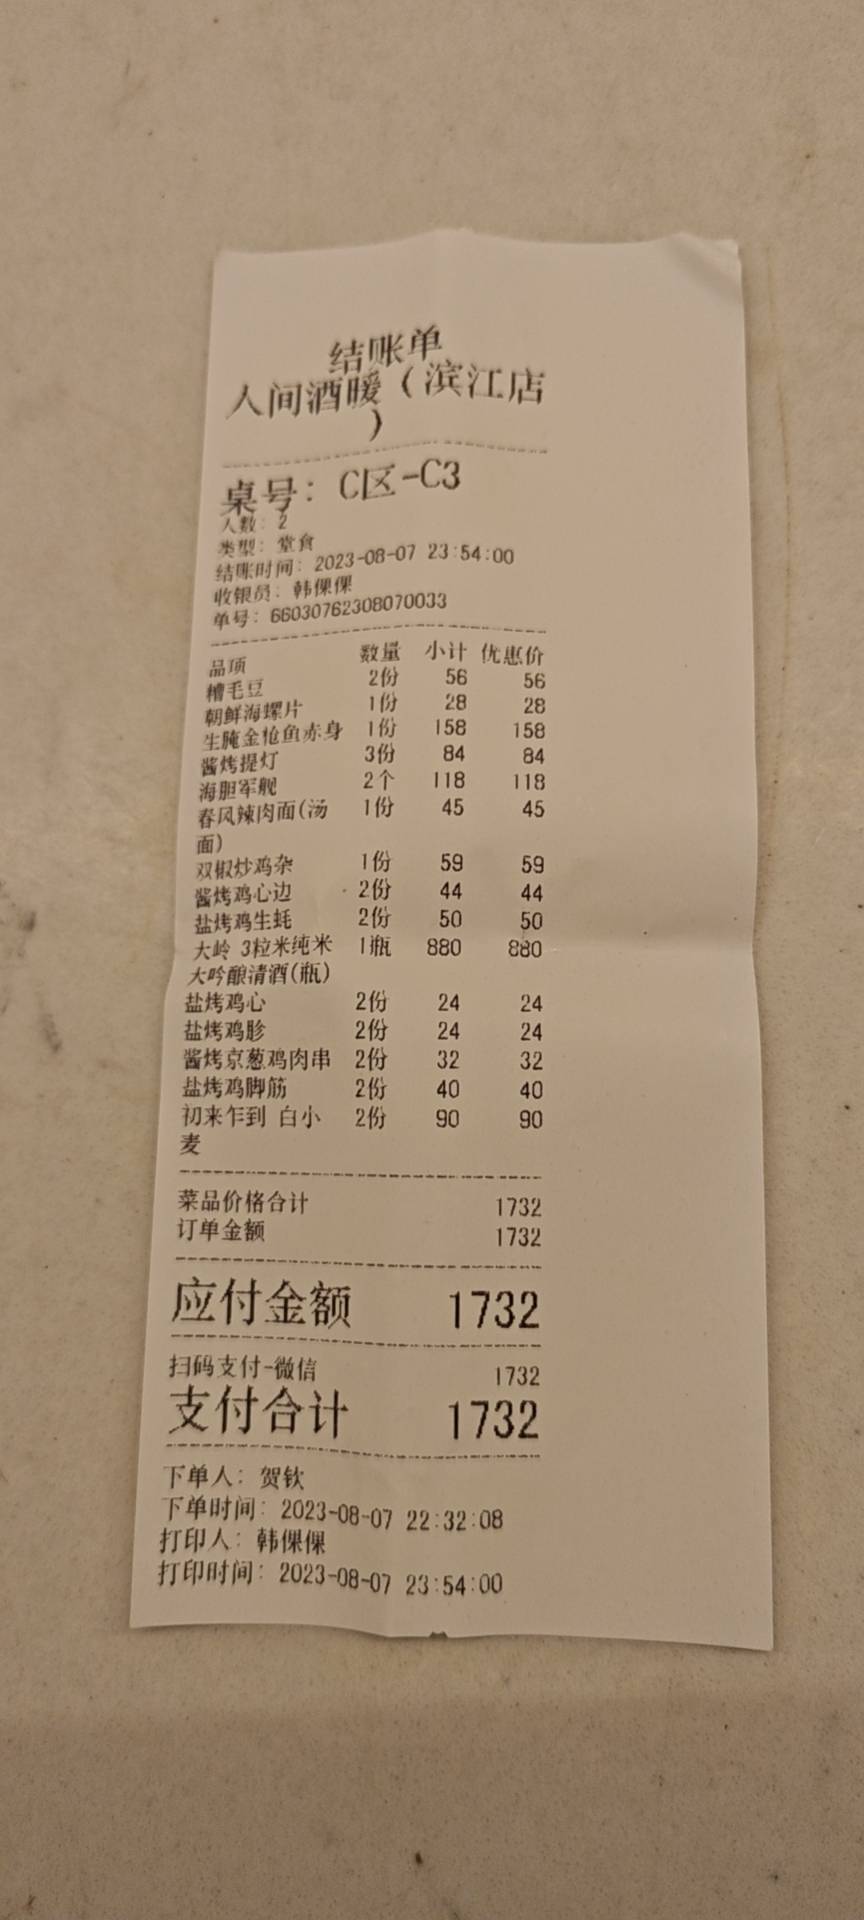 结账单
人间酒暖（滨江店
）
桌号：C区-C3
人数：2
类型：堂食
结账时间：2023-08-07 23:54:00
收银员：韩倮倮
单号：66030762308070033
品项 数量 小计 优惠价
糟毛豆 2份 56 56
朝鲜海螺片 1份 28 28
生腌金枪鱼赤身 1份 158 158
酱烤提灯 3份 84 84
海胆军舰 2个 118 118
春风辣肉面(汤 1份 45 45
面)
双椒炒鸡杂 1份 59 59
酱烤鸡心边 2份 44 44
盐烤鸡生蚝 2份 50 50
大岭 3粒米纯米 1瓶 880 880
大吟酿清酒(瓶)
盐烤鸡心 2份 24 24
盐烤鸡胗 2份 24 24
酱烤京葱鸡肉串 2份 32 32
盐烤鸡脚筋 2份 40 40
初来乍到 白小 2份 90 90
麦
菜品价格合计 1732
订单金额 1732
应付金额 1732
扫码支付-微信 1732
支付合计 1732
下单人：贺钦
下单时间：2023-08-07 22:32:08
打印人：韩倮倮
打印时间：2023-08-07 23:54:00